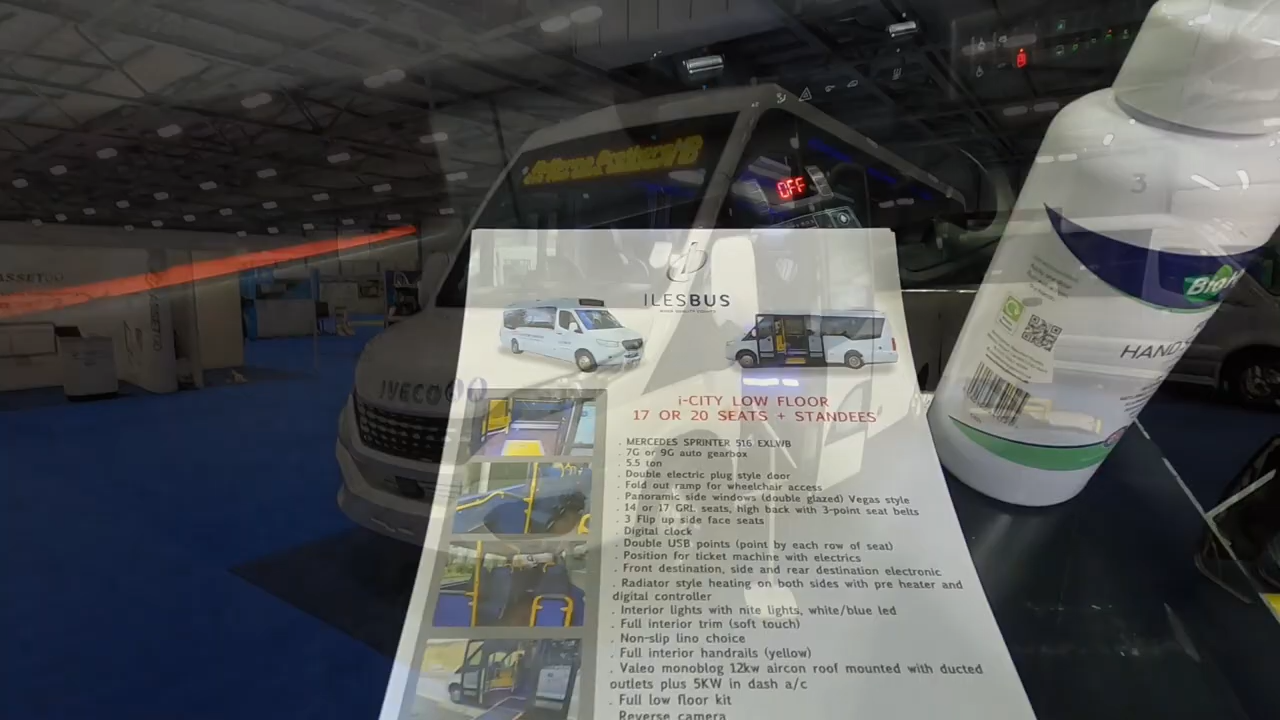 OFF
3
ASSET
IVECO
ILESBUS
HAND
i-CITY LOW FLOOR
17 OR 20 SEATS + STANDEES
. MERCEDES SPRINTER 516 EXLWB
. 7G or 9G auto gearbox
. 5.5 ton
. Double electric plug style door
. Fold out ramp for wheelchair access
. Panoramic side windows (double glazed) Vegas style
. 14 or 17 GRL seats, high back with 3-point seat belts
. 3 Flip up side face seats
. Digital clock
. Double USB points (point by each row of seat)
. Position for ticket machine with electrics
. Front destination, side and rear destination electronic
. Radiator style heating on both sides with pre heater and
digital controller
. Interior lights with nite lights, white/blue led
. Full interior trim (soft touch)
. Non-slip lino choice
. Full interior handrails (yellow)
. Valeo monoblog 12kw aircon roof mounted with ducted
outlets plus 5KW in dash a/c
. Full low floor kit
. Reverse camera